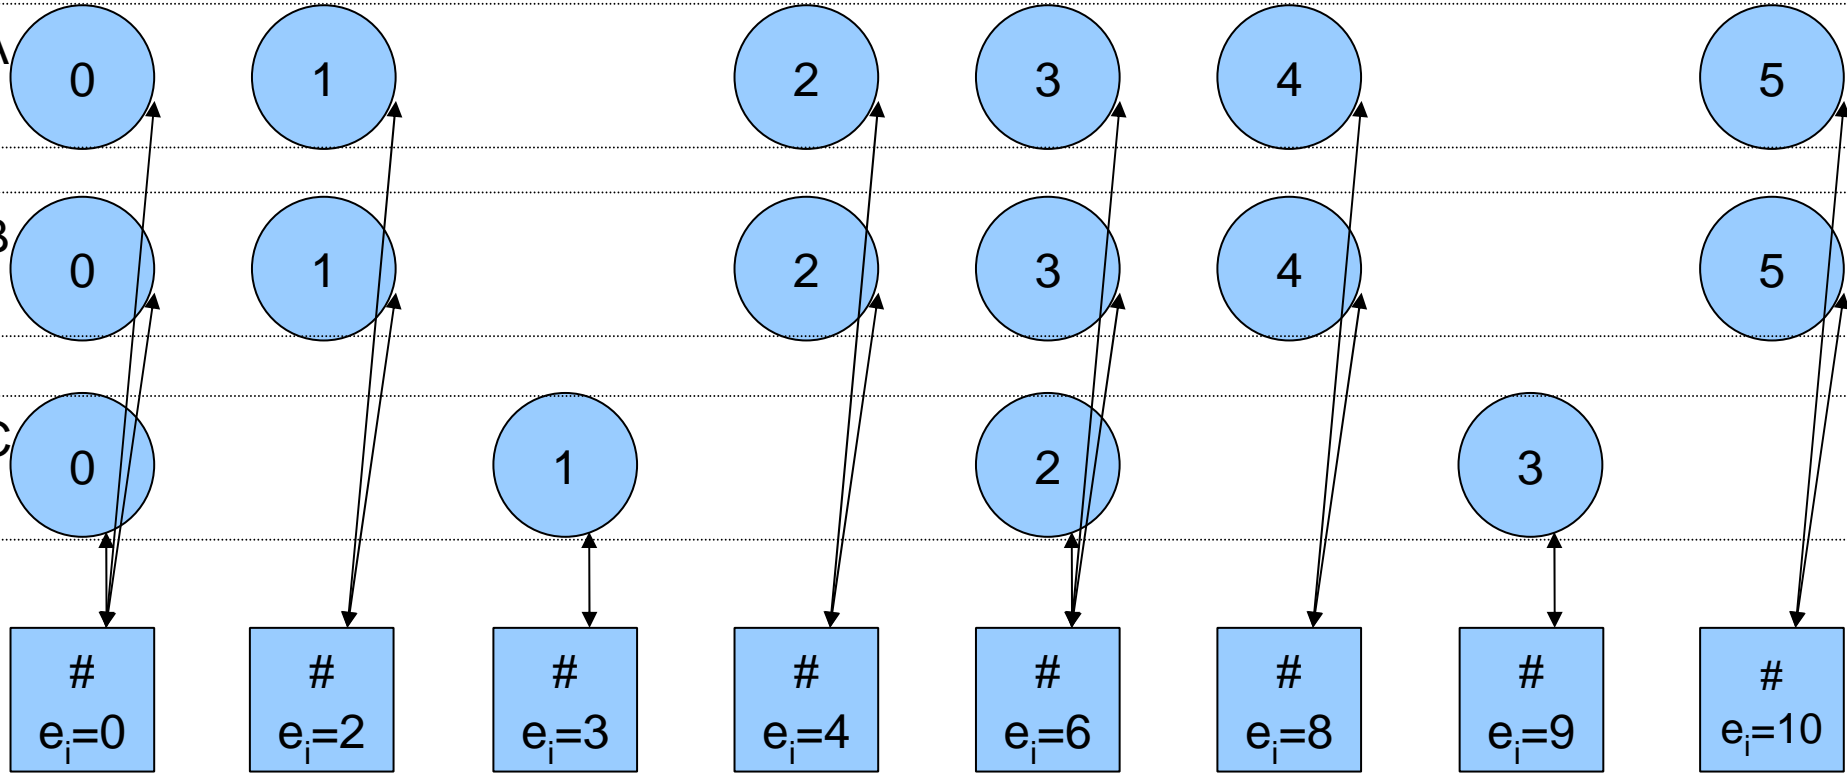 A 0 1 2 3 4 5
B 0 1 2 3 4 5
C 0 1 2 3
# # # # # # # #
eᵢ=0 eᵢ=2 eᵢ=3 eᵢ=4 eᵢ=6 eᵢ=8 eᵢ=9 eᵢ=10